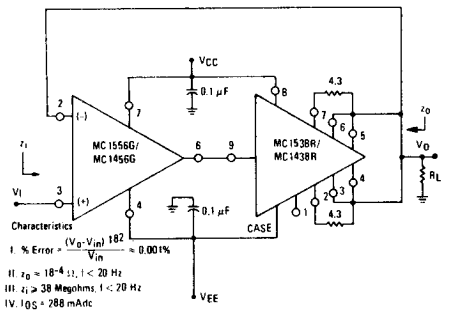 VCC
0.1 µF
8
4.3
7
6
5
zo
2
(−)
7
zi
MC1556G/
MC1456G
6
9
MC1538R/
MC1438R
VO
RL
VI
3
(+)
4
0.1 µF
CASE
1
2
3
4
4.3
VEE
Characteristics
I. % Error = (Vo-Vin) 182 / Vin ≈ 0.001%
II. zo ≈ 18-4 Ω, f < 20 Hz
III. zi ≥ 38 Megohms, f < 20 Hz
IV. IOS = 288 mAdc